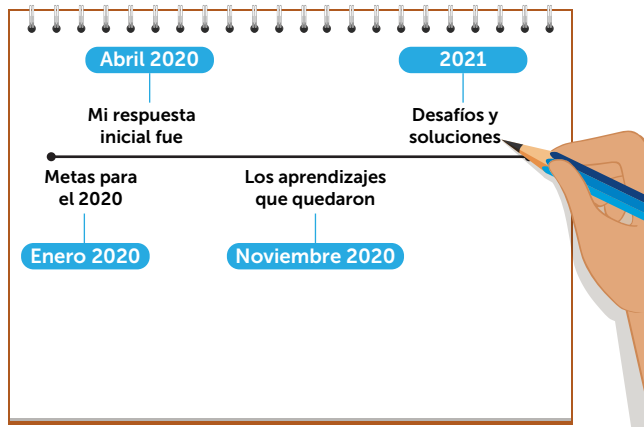 Abril 2020
2021
Mi respuesta
inicial fue
Desafíos y
soluciones
Metas para
el 2020
Los aprendizajes
que quedaron
Enero 2020
Noviembre 2020